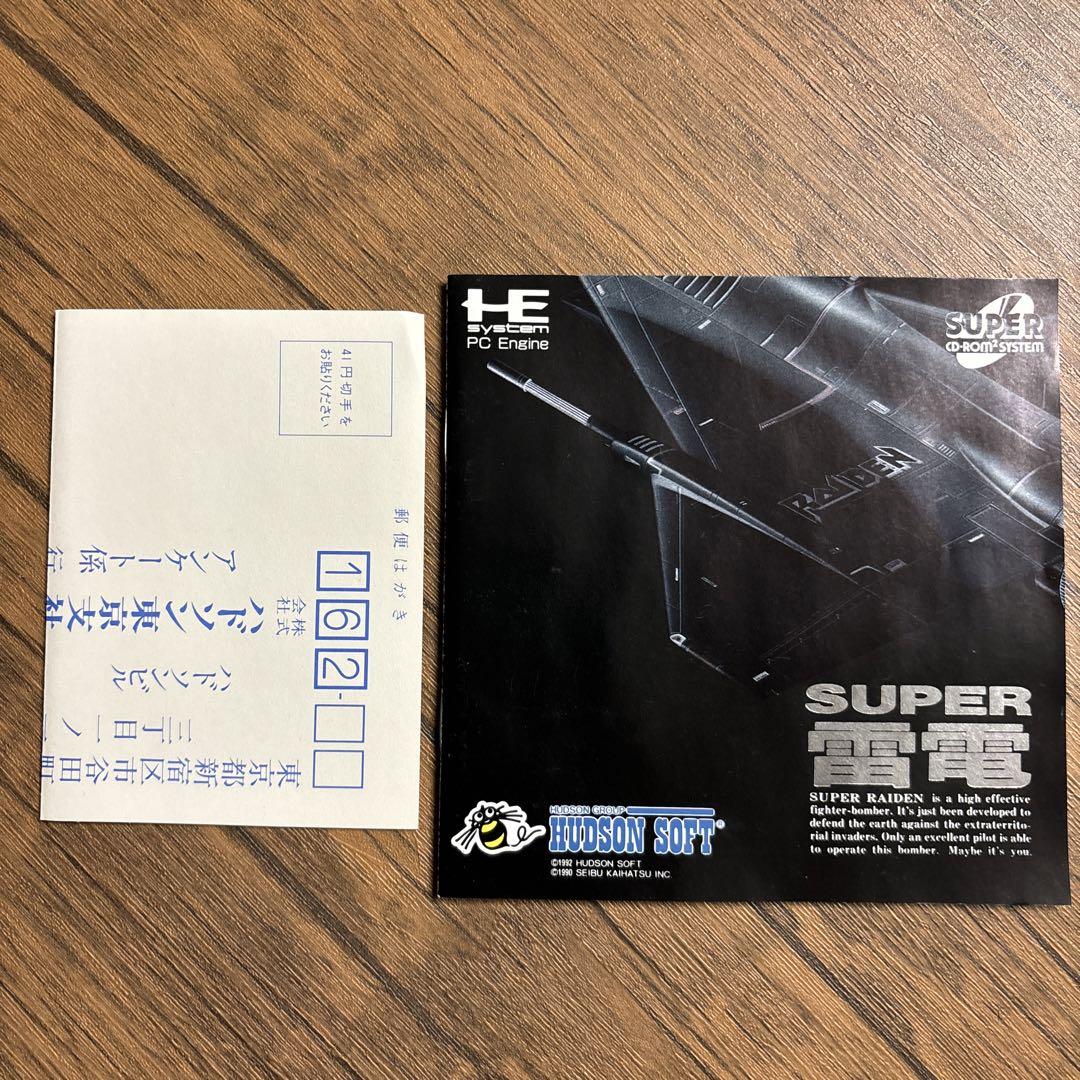 41円切手を
お貼りください
郵便はがき
162-
東京都新宿区市谷田町
三丁目一ノ
ハドソンビル
株式
会社
ハドソン東京支社
アンケート係行
HE
system
PC Engine
SUPER
CD-ROM² SYSTEM
RAIDEN
SUPER
雷電
SUPER RAIDEN is a high effective
fighter-bomber. It's just been developed to
defend the earth against the extraterrito-
rial invaders. Only an excellent pilot is able
to operate this bomber. Maybe it's you.
HUDSON GROUP
HUDSON SOFT®
©1992 HUDSON SOFT
©1990 SEIBU KAIHATSU INC